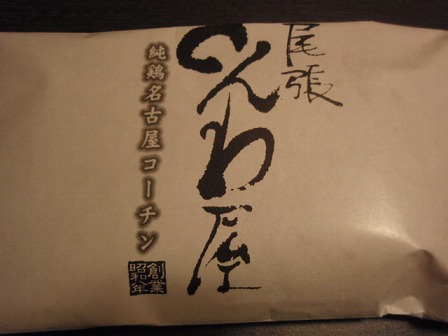 尾張
さんわ屋
純鶏名古屋コーチン
創業
昭和年